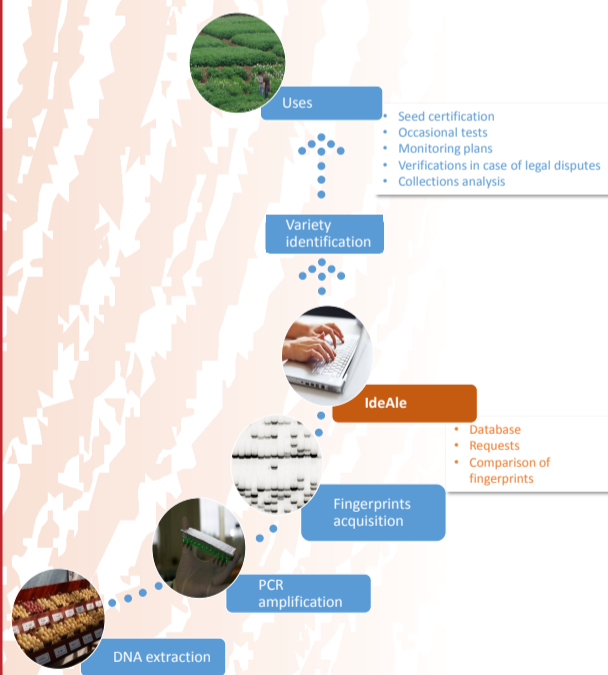 Uses
• Seed certification
• Occasional tests
• Monitoring plans
• Verifications in case of legal disputes
• Collections analysis
Variety
identification
IdeAle
• Database
• Requests
• Comparison of
fingerprints
Fingerprints
acquisition
PCR
amplification
DNA extraction